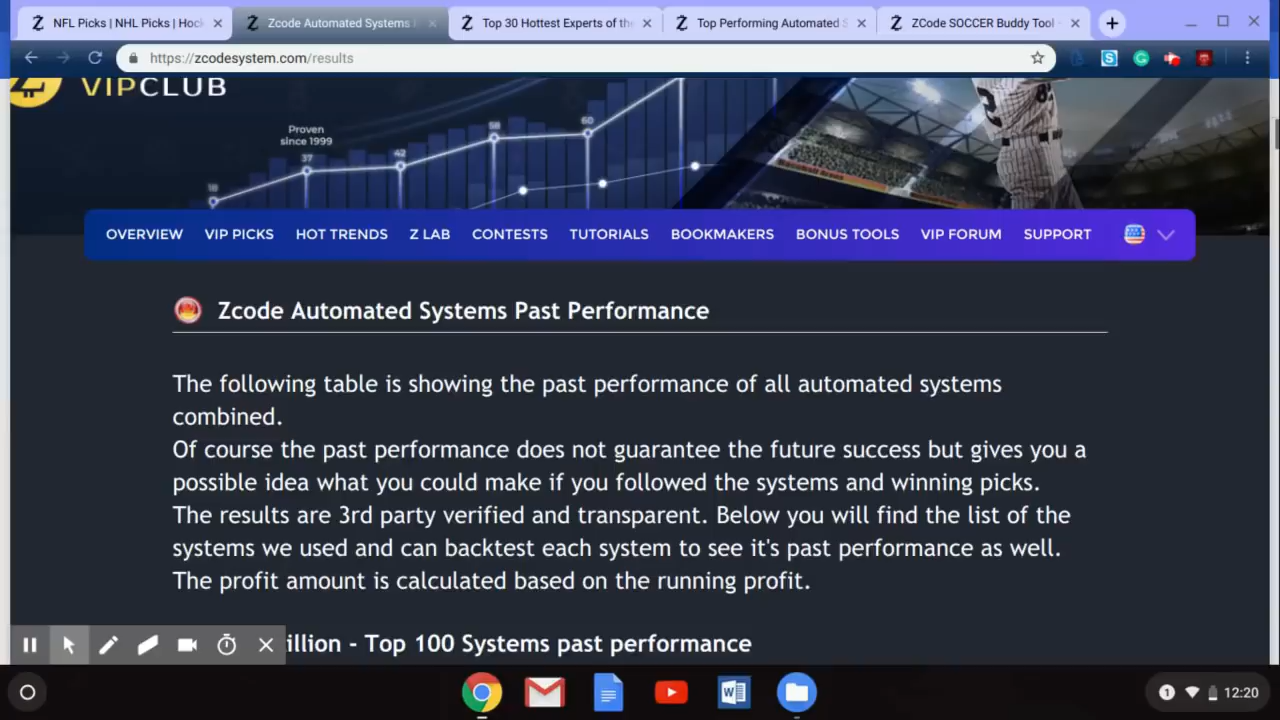 NFL Picks | NHL Picks | Hoc
Zcode Automated Systems
Top 30 Hottest Experts of the
Top Performing Automated S
ZCode SOCCER Buddy Tool
https://zcodesystem.com/results
VIPCLUB
Proven
since 1999
18
37
42
58
60
2
OVERVIEW
VIP PICKS
HOT TRENDS
Z LAB
CONTESTS
TUTORIALS
BOOKMAKERS
BONUS TOOLS
VIP FORUM
SUPPORT
Zcode Automated Systems Past Performance
The following table is showing the past performance of all automated systems
combined.
Of course the past performance does not guarantee the future success but gives you a
possible idea what you could make if you followed the systems and winning picks.
The results are 3rd party verified and transparent. Below you will find the list of the
systems we used and can backtest each system to see it's past performance as well.
The profit amount is calculated based on the running profit.
illion - Top 100 Systems past performance
1
12:20